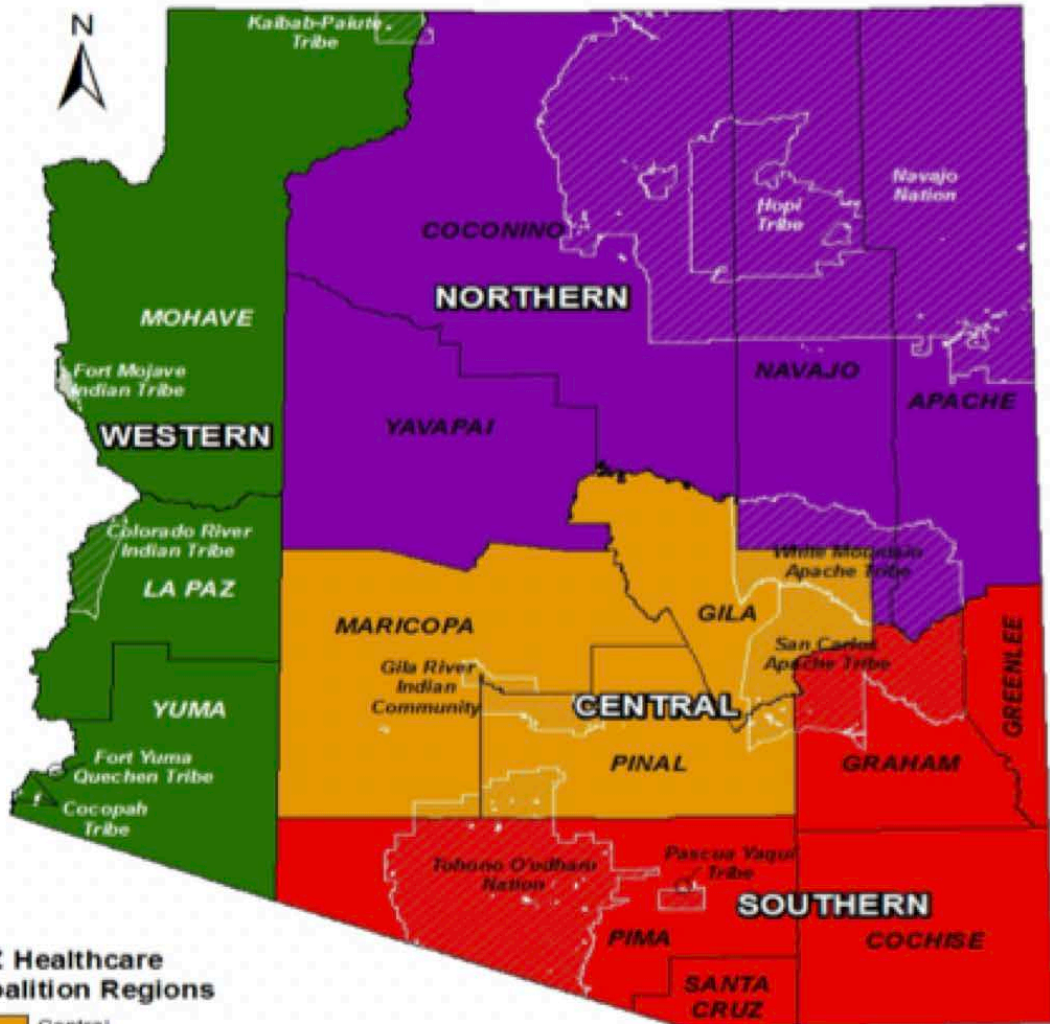 N
Kaibab-Paiute
Tribe
Navajo
Nation
Hopi
Tribe
COCONINO
NORTHERN
MOHAVE
Fort Mojave
Indian Tribe
NAVAJO
APACHE
YAVAPAI
WESTERN
Colorado River
Indian Tribe
LA PAZ
White Mountain
Apache Tribe
MARICOPA
GILA
San Carlos
Apache Tribe
GREENLEE
Gila River
Indian
Community
CENTRAL
YUMA
PINAL
GRAHAM
Fort Yuma
Quechen Tribe
Cocopah
Tribe
Tohono O'odham
Nation
Pascua Yaqui
Tribe
SOUTHERN
PIMA
COCHISE
SANTA
CRUZ
Healthcare
oalition Regions
Central